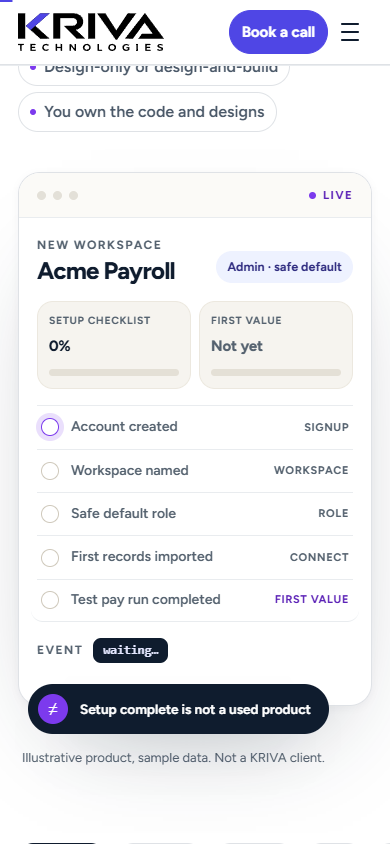 KRIVA
TECHNOLOGIES
Book a call
Design-only or design-and-build
You own the code and designs
LIVE
NEW WORKSPACE
Acme Payroll
Admin · safe default
SETUP CHECKLIST
0%
FIRST VALUE
Not yet
Account created SIGNUP
Workspace named WORKSPACE
Safe default role ROLE
First records imported CONNECT
Test pay run completed FIRST VALUE
EVENT waiting…
≠ Setup complete is not a used product
Illustrative product, sample data. Not a KRIVA client.